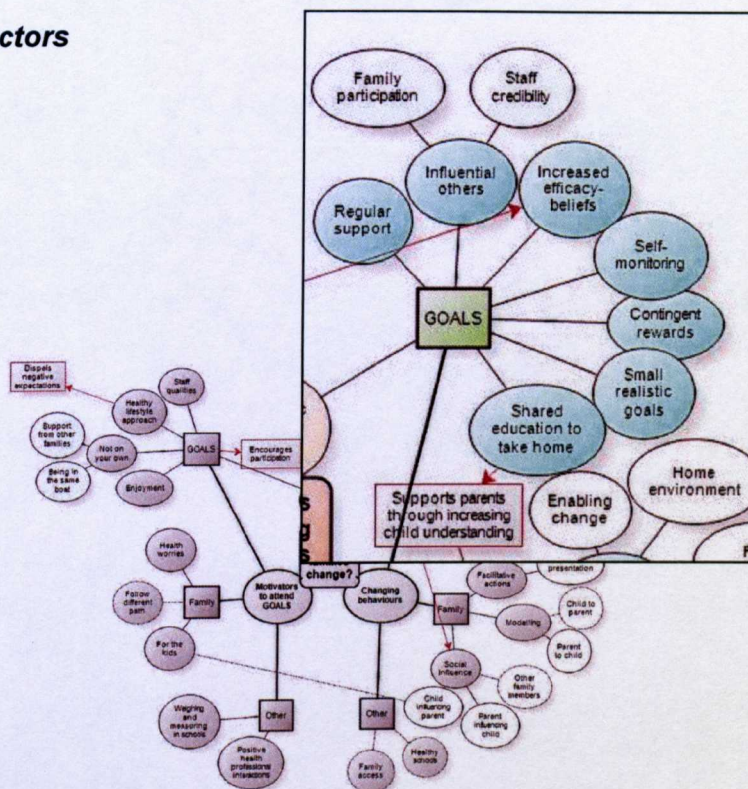 ctors
Family
participation
Staff
credibility
Influential
others
Increased
efficacy-
beliefs
Regular
support
Self-
monitoring
GOALS
Contingent
rewards
Small
realistic
goals
Shared
education to
take home
Supports parents
through increasing
child understanding
Enabling
change
Home
environment
s
g
s
Dispels
negative
expectations
Staff
qualities
Healthy
lifestyle
approach
Support
from other
families
Not on
your own
GOALS
Encourages
participation
Being in
the same
boat
Enjoyment
Health
worries
Follow
different
path
Family
For the
kids
Motivators
to attend
GOALS
change?
Changing
behaviours
Facilitative
actions
presentation
Family
Modelling
Child to
parent
Parent
to child
Social
influence
Other
family
members
Child
influencing
parent
Parent
influencing
child
Weighing
and
measuring
in schools
Other
Positive
health
professional
interactions
Other
Family
access
Healthy
schools